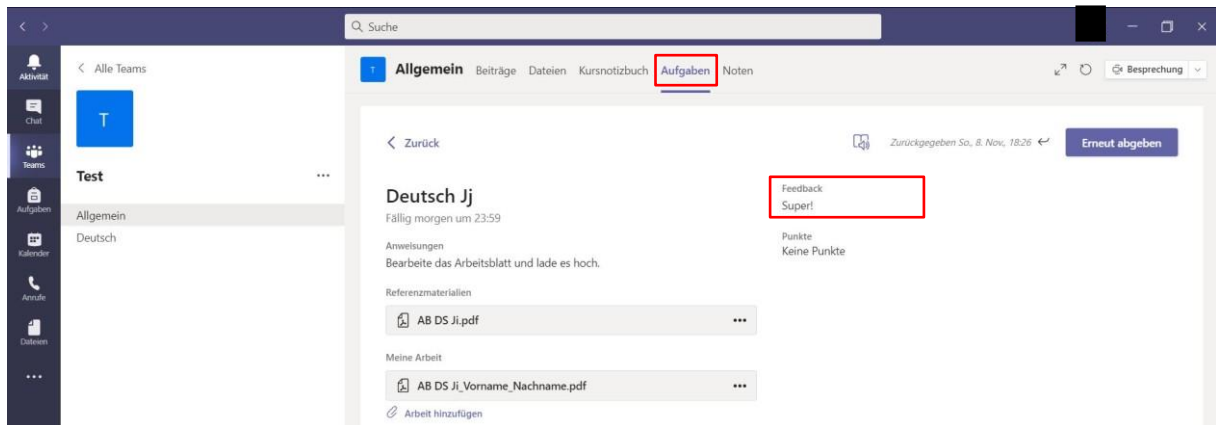 Suche
Aktivität
Chat
Teams
Aufgaben
Kalender
Anrufe
Dateien
Alle Teams
T
Test
Allgemein
Deutsch
T Allgemein Beiträge Dateien Kursnotizbuch Aufgaben Noten
Besprechung
Zurück
Zurückgegeben So., 8. Nov., 18:26
Erneut abgeben
Deutsch Jj
Fällig morgen um 23:59
Anweisungen
Bearbeite das Arbeitsblatt und lade es hoch.
Referenzmaterialien
AB DS Ji.pdf
Meine Arbeit
AB DS Ji_Vorname_Nachname.pdf
Arbeit hinzufügen
Feedback
Super!
Punkte
Keine Punkte